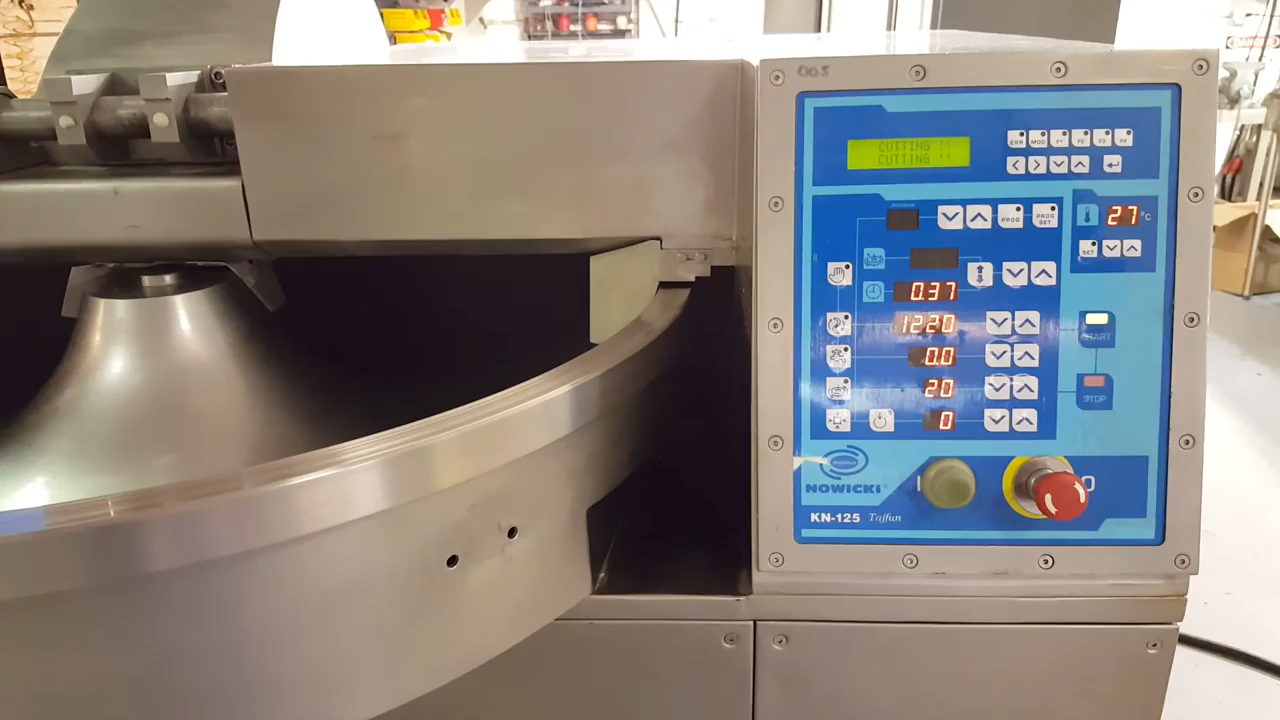 002
CUTTING !!
CUTTING !!
ERR MOD F1 F2 F3 F4
PROG PROG SET
27 °C
SET
0.37
1220
0.0
20
0
START
STOP
NOWICKI
I O
KN-125 Tajfun